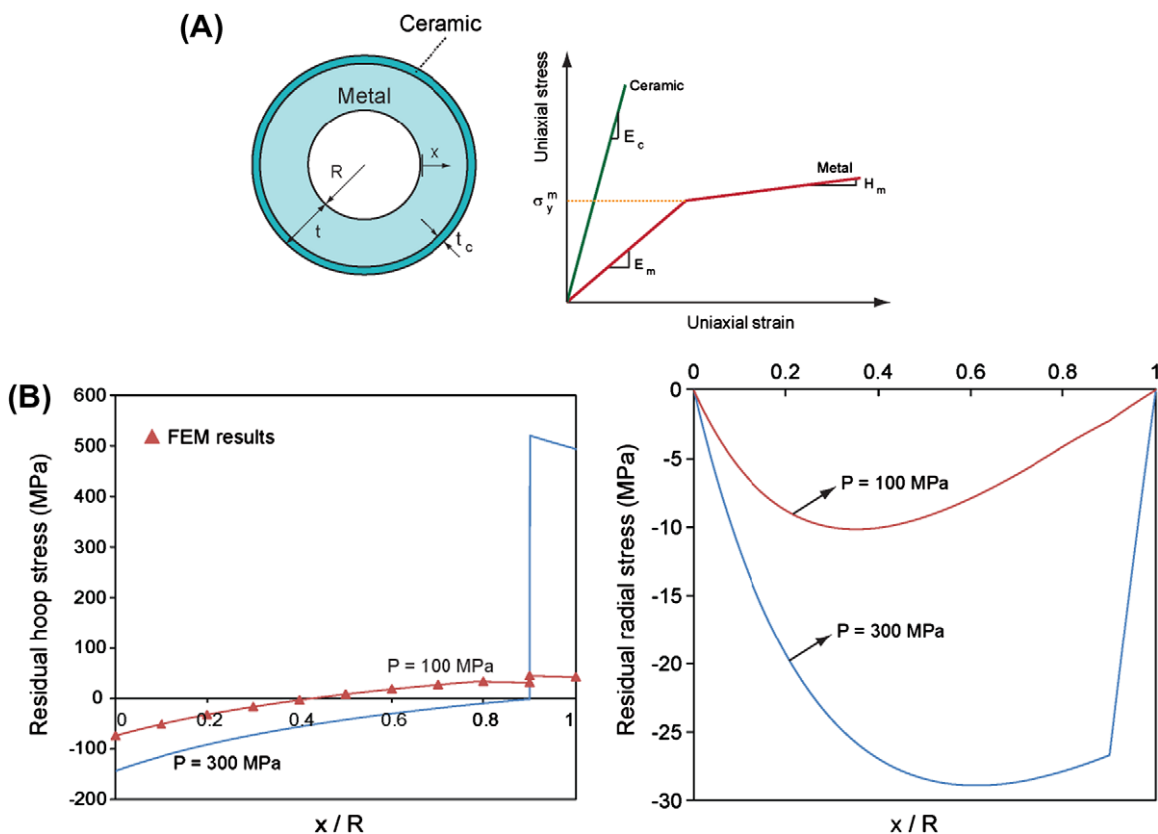 (A)
Ceramic
Metal
R
x
t
t c
Uniaxial stress
Ceramic
E c
Metal
H m
σ y m
E m
Uniaxial strain
(B)
Residual hoop stress (MPa)
600
500
400
300
200
100
0
-100
-200
FEM results
P = 100 MPa
P = 300 MPa
0 0.2 0.4 0.6 0.8 1
x / R
0 0.2 0.4 0.6 0.8 1
Residual radial stress (MPa)
0
-5
-10
-15
-20
-25
-30
P = 100 MPa
P = 300 MPa
x / R